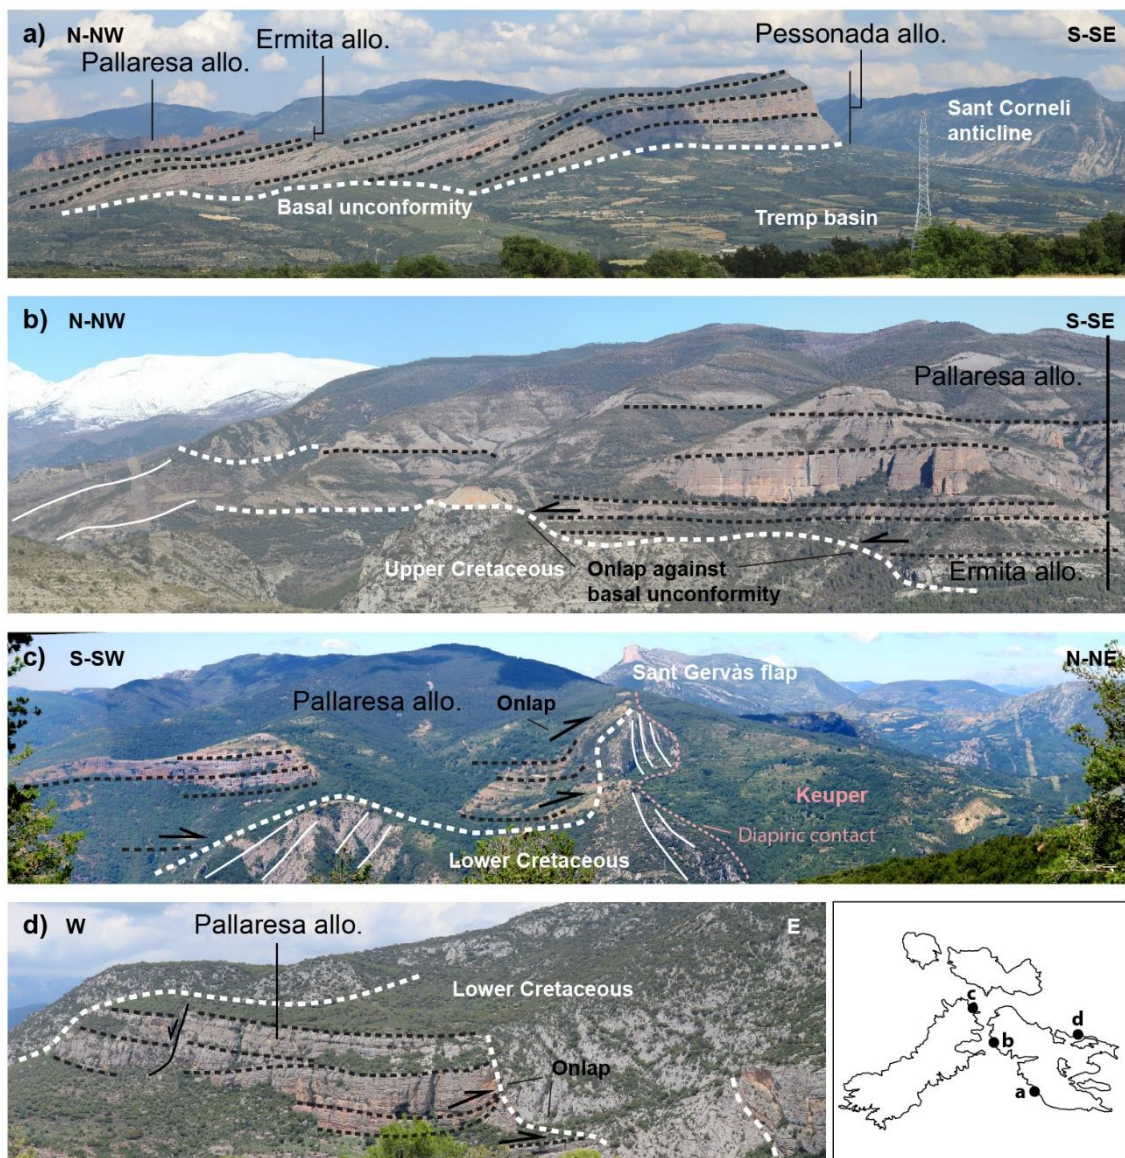 a)
N-NW
Pallaresa allo.
Ermita allo.
Pessonada allo.
S-SE
Sant Corneli
anticline
Basal unconformity
Tremp basin
b)
N-NW
S-SE
Pallaresa allo.
Upper Cretaceous
Onlap against
basal unconformity
Ermita allo.
c)
S-SW
N-NE
Sant Gervàs flap
Pallaresa allo.
Onlap
Keuper
Diapiric contact
Lower Cretaceous
d)
W
Pallaresa allo.
E
Lower Cretaceous
Onlap
c
b
d
a